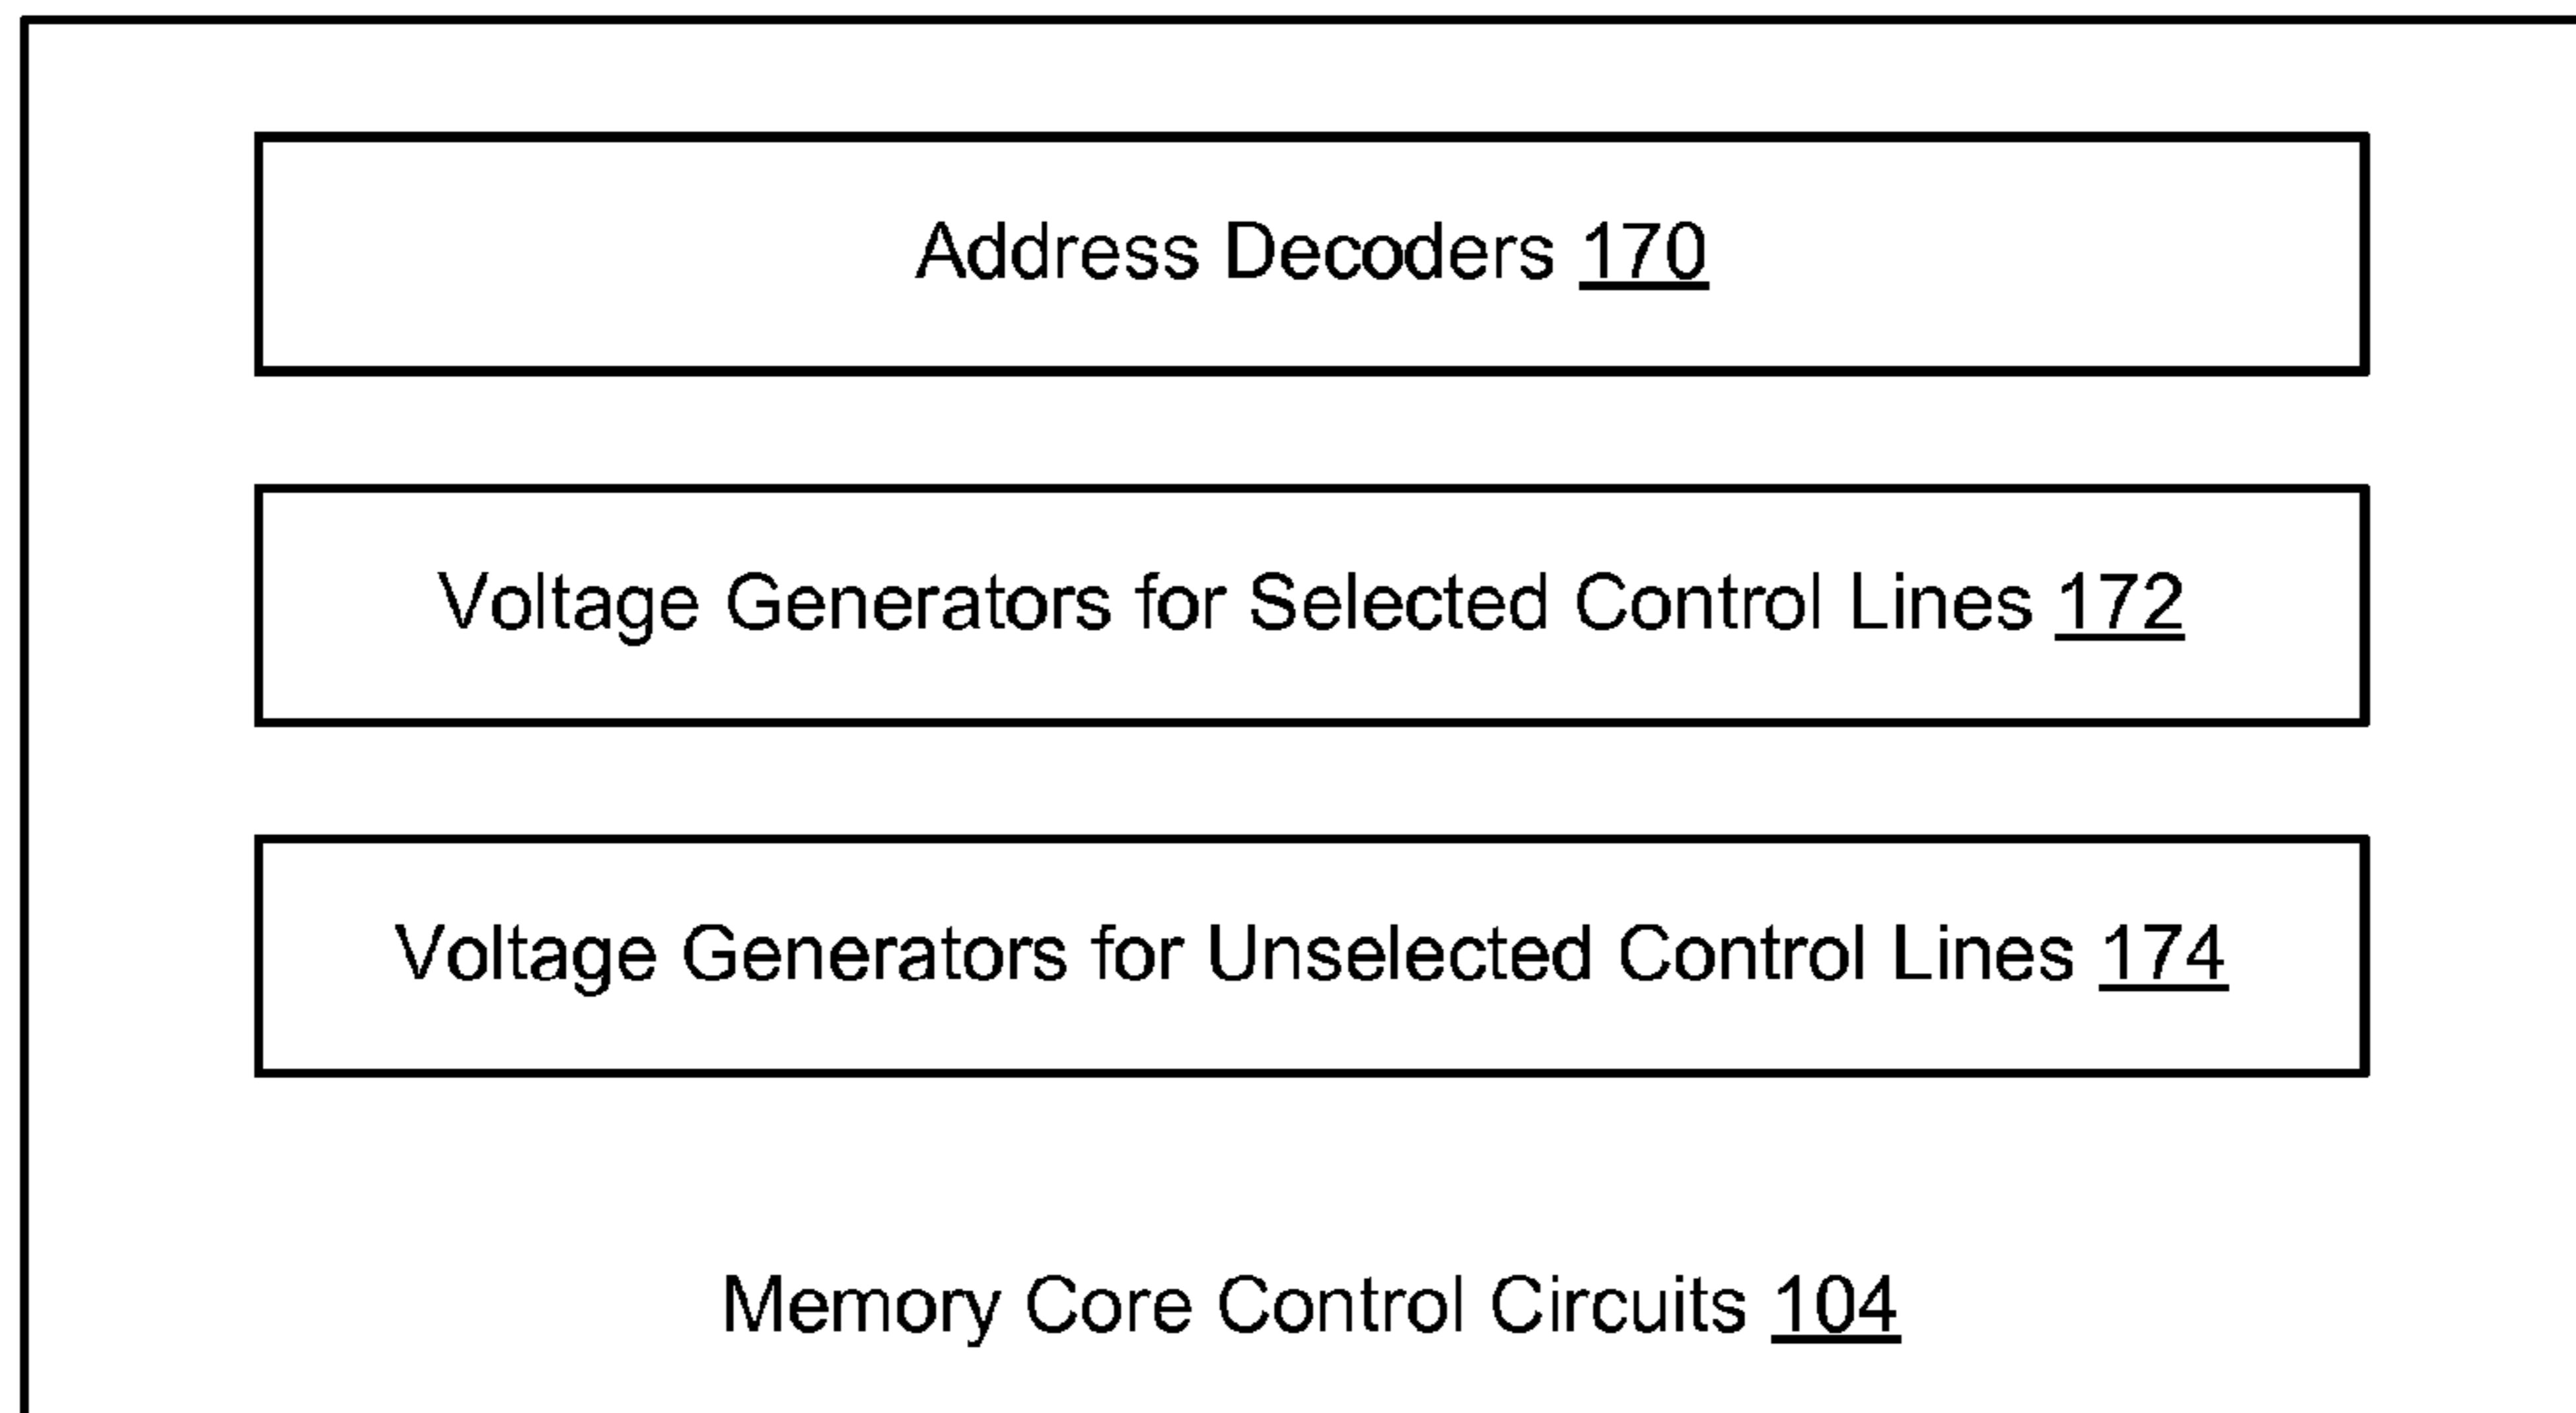 Address Decoders 170
Voltage Generators for Selected Control Lines 172
Voltage Generators for Unselected Control Lines 174
Memory Core Control Circuits 104